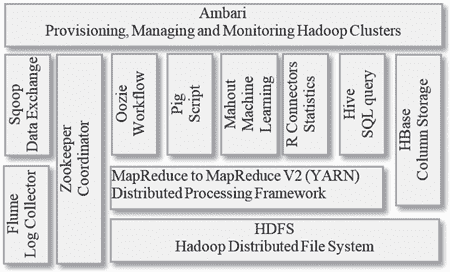 Ambari
Provisioning, Managing and Monitoring Hadoop Clusters
Sqoop
Data Exchange
Zookeeper
Coordinator
Oozie
Workflow
Pig
Script
Mahout
Machine
Learning
R Connectors
Statistics
Hive
SQL query
HBase
Column Storage
Flume
Log Collector
MapReduce to MapReduce V2 (YARN)
Distributed Processing Framework
HDFS
Hadoop Distributed File System